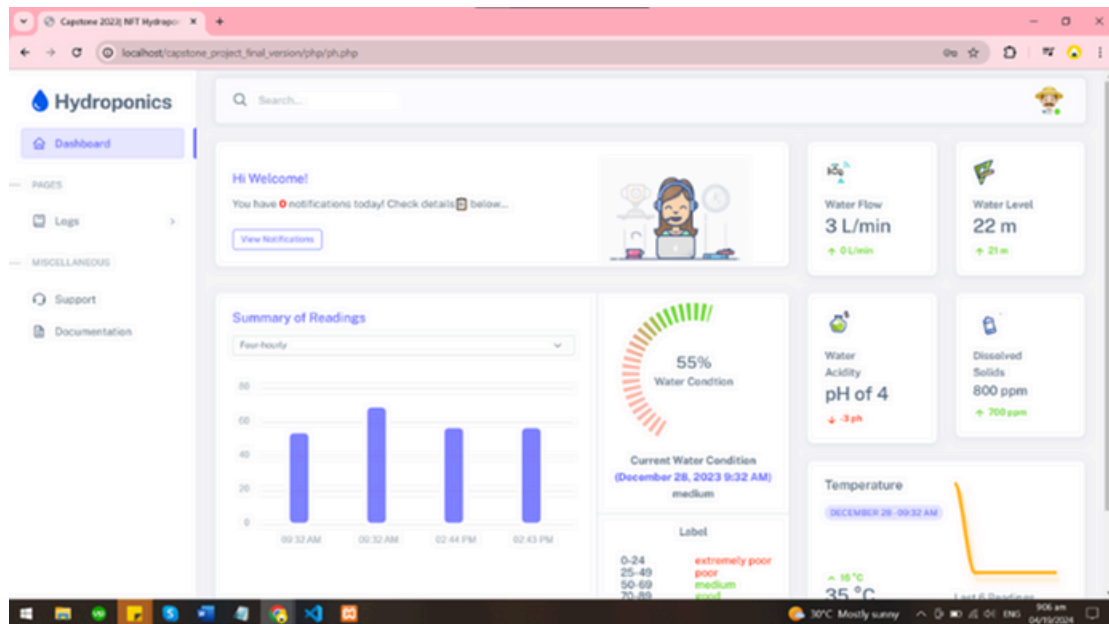 Capstone 2023| NFT Hydropon
localhost/capstone_project_final_version/php/ph.php
Hydroponics
Dashboard
PAGES
Logs
MISCELLANEOUS
Support
Documentation
Search...
Hi Welcome!
You have 0 notifications today! Check details below...
View Notifications
Water Flow
3 L/min
0 L/min
Water Level
22 m
21 m
Summary of Readings
Four-hourly
80
60
40
20
0
09:32 AM 09:32 AM 02:44 PM 02:43 PM
55%
Water Condtion
Current Water Condition
(December 28, 2023 9:32 AM)
medium
Label
0-24 extremely poor
25-49 poor
50-69 medium
70-89 good
Water
Acidity
pH of 4
-3 ph
Dissolved
Solids
800 ppm
700 ppm
Temperature
DECEMBER 28 - 09:32 AM
16 °C
35 °C
Last 6 Readings
30°C Mostly sunny
ENG
9:06 am
04/19/2024